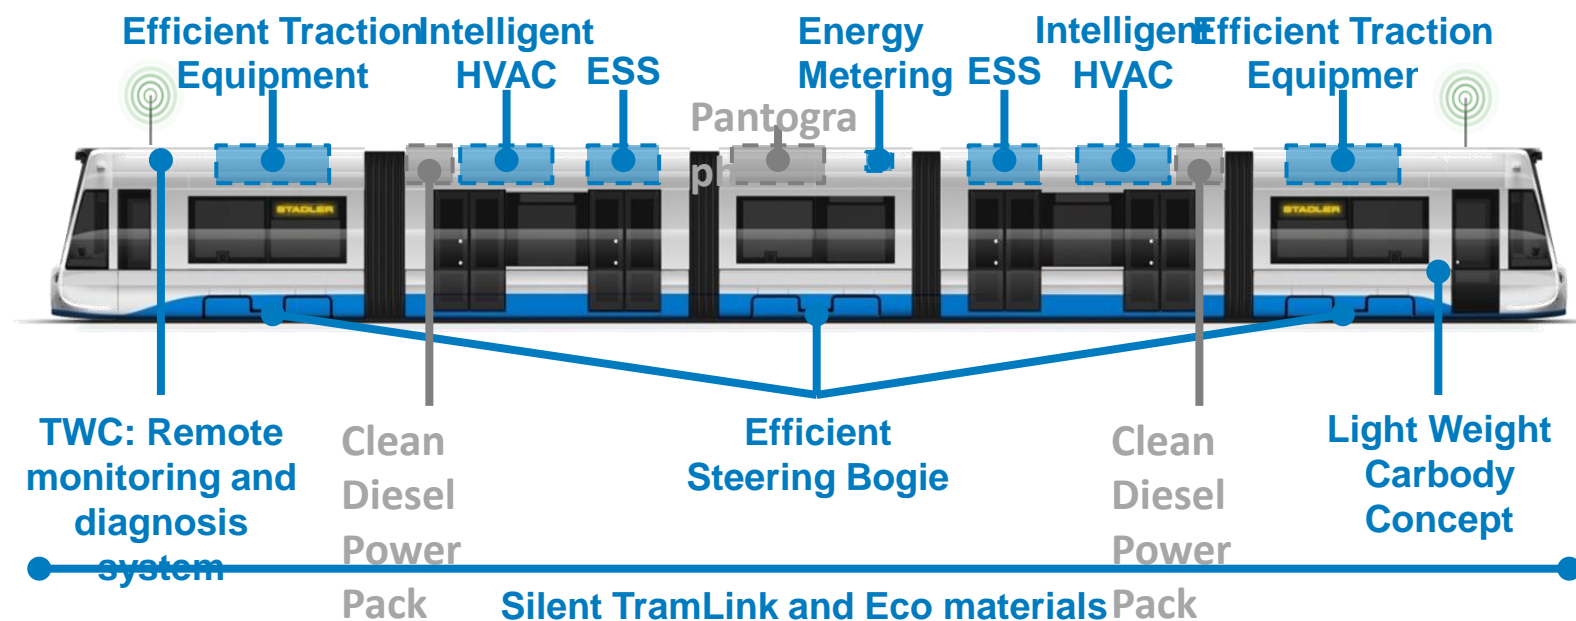 Efficient Traction
Equipment
Intelligent
HVAC
ESS
Pantogra
ph
Energy
Metering
ESS
Intelligent
HVAC
Efficient Traction
Equipmer
STADLER
STADLER
TWC: Remote
monitoring and
diagnosis
system
Clean
Diesel
Power
Pack
Efficient
Steering Bogie
Clean
Diesel
Power
Pack
Light Weight
Carbody
Concept
Silent TramLink and Eco materials